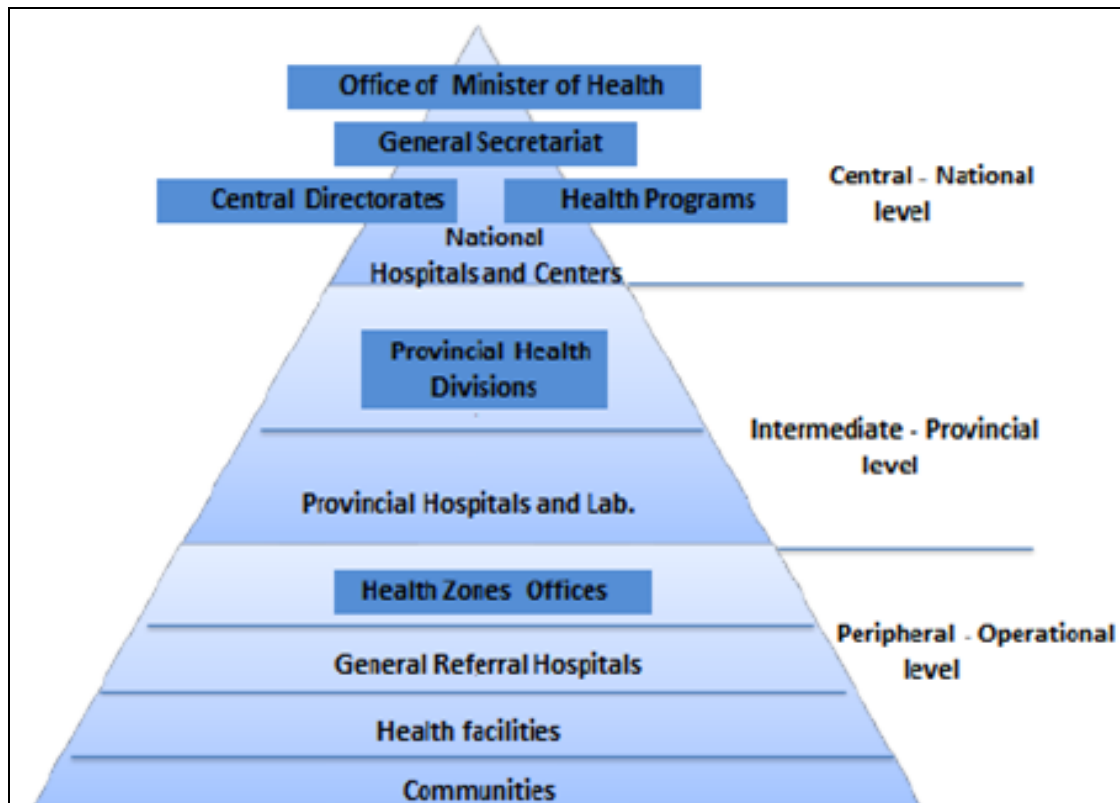 Office of Minister of Health
General Secretariat
Central Directorates
Health Programs
National
Hospitals and Centers
Central - National
level
Provincial Health
Divisions
Intermediate - Provincial
level
Provincial Hospitals and Lab.
Health Zones Offices
Peripheral - Operational
level
General Referral Hospitals
Health facilities
Communities